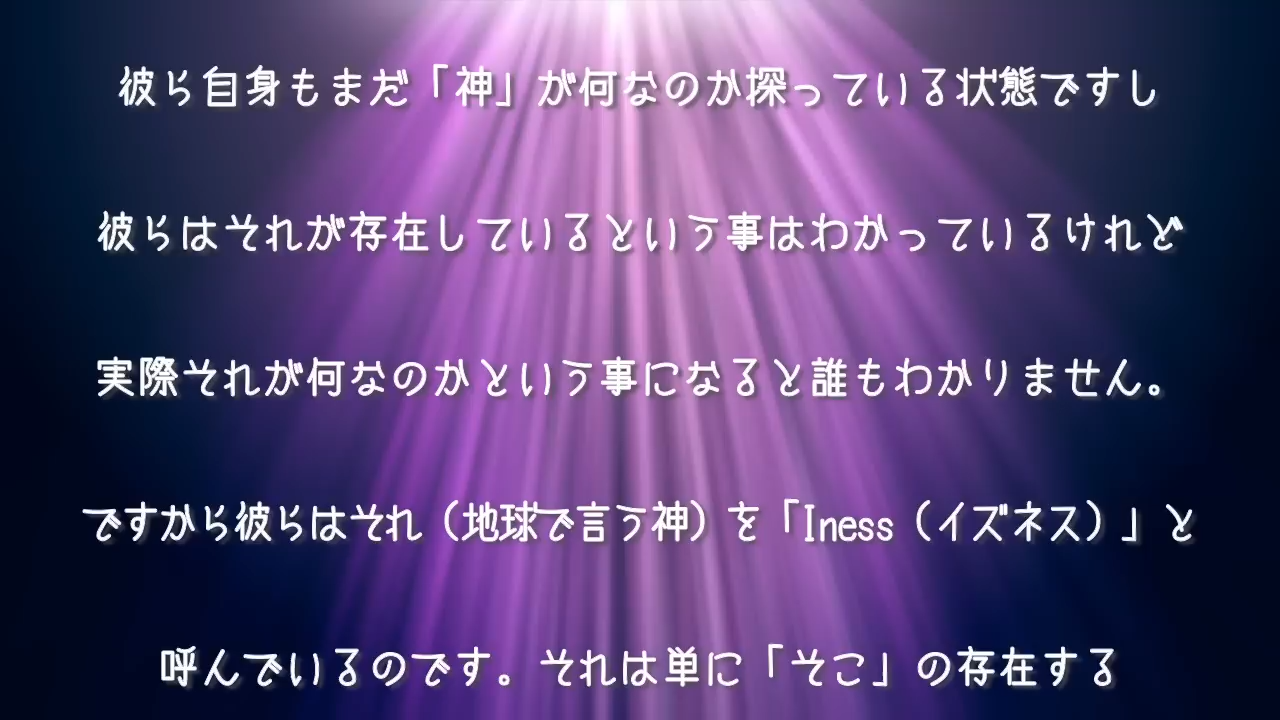 彼ら自身もまだ「神」が何なのか探っている状態ですし
彼らはそれが存在しているという事はわかっているけれど
実際それが何なのかという事になると誰もわかりません。
ですから彼らはそれ（地球で言う神）を「Iness（イズネス）」と
呼んでいるのです。それは単に「そこ」の存在する